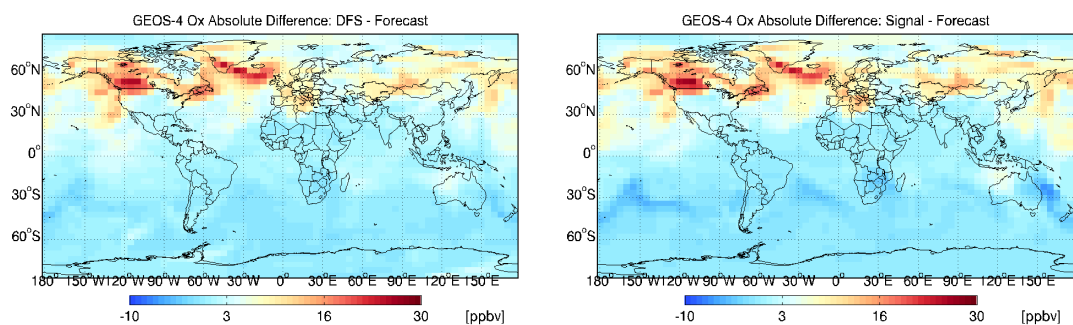 GEOS-4 Ox Absolute Difference: DFS - Forecast
60°N
30°N
0°
30°S
60°S
180°W 150°W 120°W 90°W 60°W 30°W 0° 30°E 60°E 90°E 120°E 150°E
-10 3 16 30 [ppbv]
GEOS-4 Ox Absolute Difference: Signal - Forecast
60°N
30°N
0°
30°S
60°S
180°W 150°W 120°W 90°W 60°W 30°W 0° 30°E 60°E 90°E 120°E 150°E
-10 3 16 30 [ppbv]